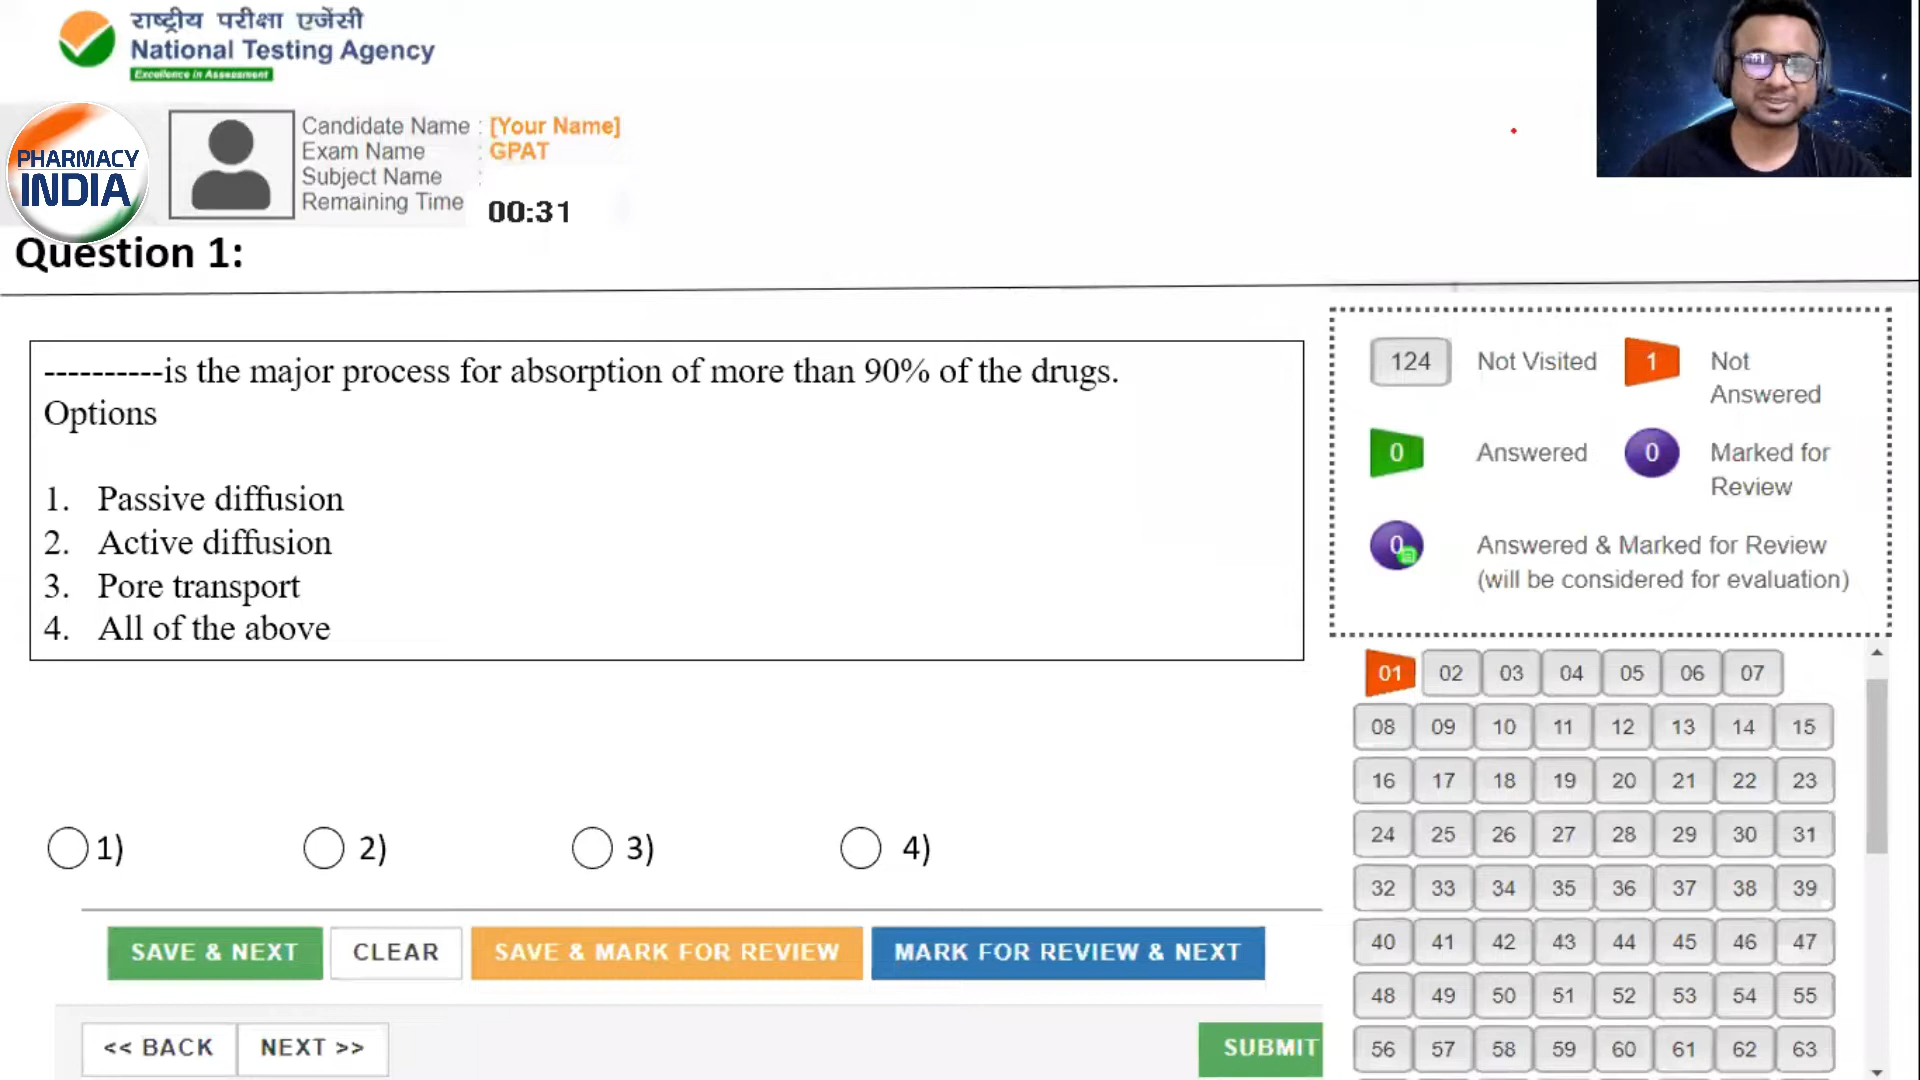 राष्ट्रीय परीक्षा एजेंसी
National Testing Agency
Excellence in Assessment
PHARMACY
INDIA
Candidate Name : [Your Name]
Exam Name : GPAT
Subject Name :
Remaining Time 00:31
Question 1:
----------is the major process for absorption of more than 90% of the drugs.
Options
1. Passive diffusion
2. Active diffusion
3. Pore transport
4. All of the above
1) 2) 3) 4)
SAVE & NEXT CLEAR SAVE & MARK FOR REVIEW MARK FOR REVIEW & NEXT
<< BACK NEXT >> SUBMIT
124 Not Visited 1 Not
Answered
0 Answered 0 Marked for
Review
0 Answered & Marked for Review
(will be considered for evaluation)
01 02 03 04 05 06 07
08 09 10 11 12 13 14 15
16 17 18 19 20 21 22 23
24 25 26 27 28 29 30 31
32 33 34 35 36 37 38 39
40 41 42 43 44 45 46 47
48 49 50 51 52 53 54 55
56 57 58 59 60 61 62 63